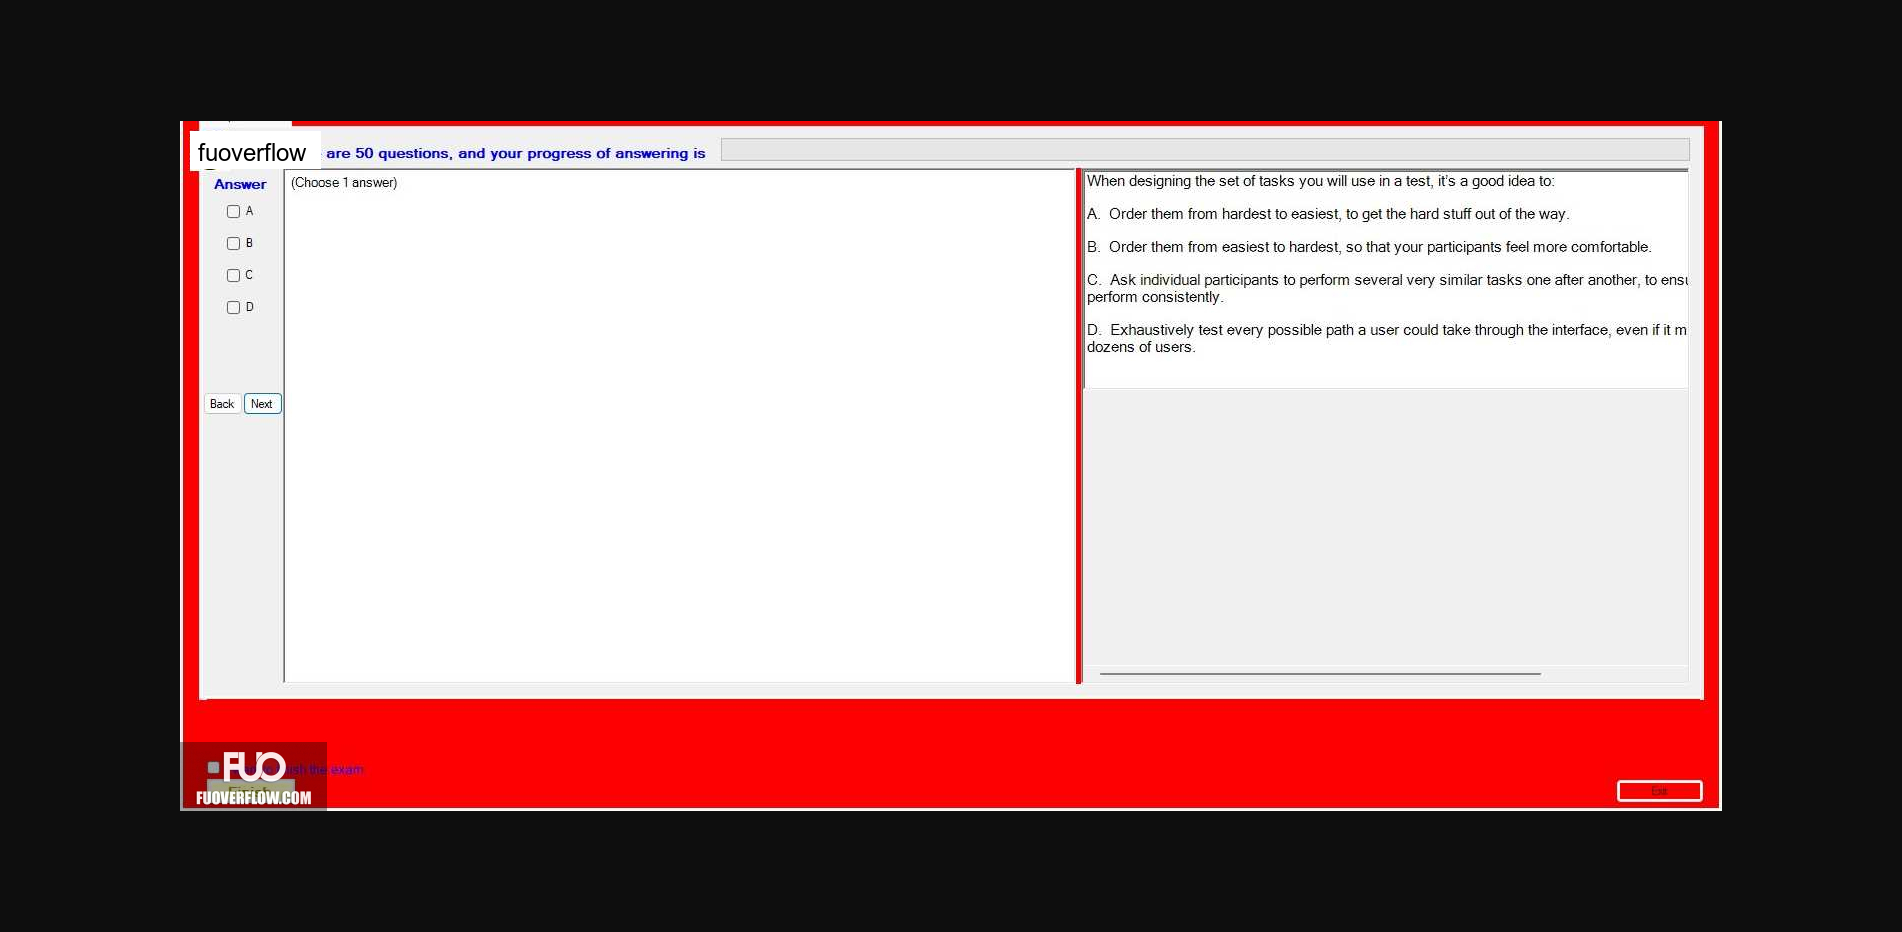 fuoverflow
are 50 questions, and your progress of answering is
Answer
(Choose 1 answer)
A
B
C
D
Back Next
When designing the set of tasks you will use in a test, it's a good idea to:
A. Order them from hardest to easiest, to get the hard stuff out of the way.
B. Order them from easiest to hardest, so that your participants feel more comfortable.
C. Ask individual participants to perform several very similar tasks one after another, to
perform consistently.
D. Exhaustively test every possible path a user could take through the interface, even if it
dozens of users.
FUO
the exam
Finish
FUOVERFLOW.COM
Exit